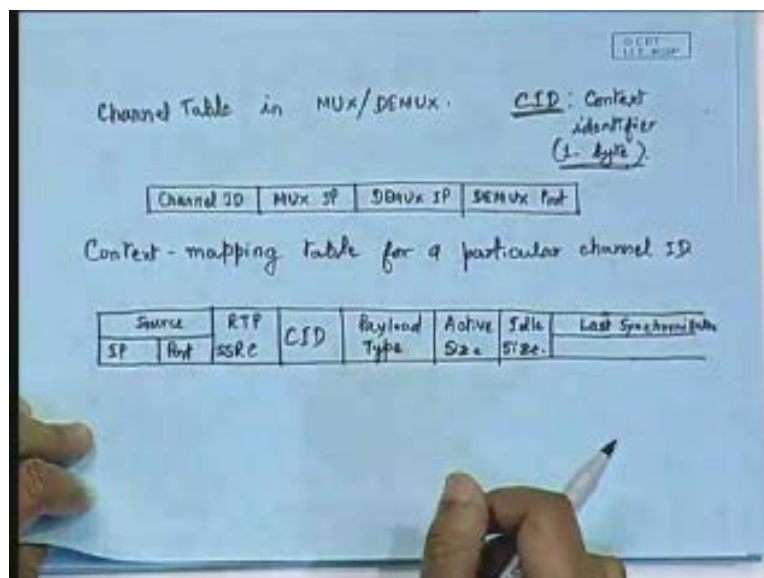 Channel Table in MUX/DEMUX.
CID: Context
identifier
(1. byte).
Channel ID | MUX IP | DEMUX IP | DEMUX Port
Context-mapping table for a particular channel ID
Source | RTP SSRC | CID | Payload Type | Active Size | Idle Size. | Last
IP | Port